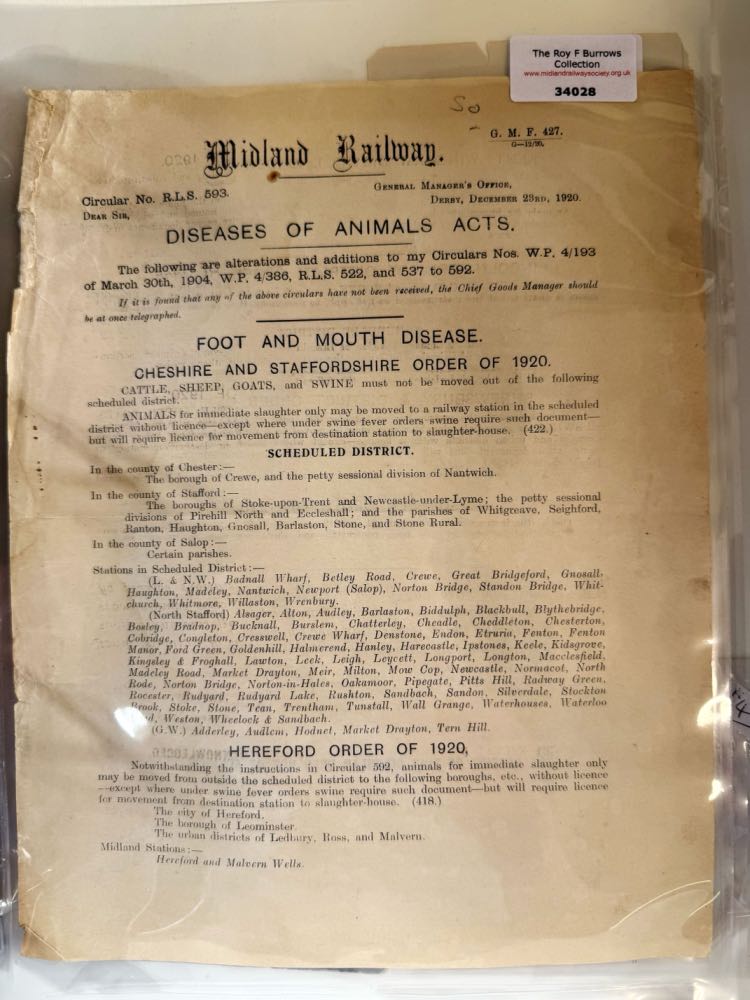 The Roy F Burrows
Collection
www.midlandrailwaysociety.org.uk
34028
So
G. M. F. 427.
G—12/20.
Midland Railway.
Circular No. R.L.S. 593.
General Manager's Office,
Derby, December 23rd, 1920.
Dear Sir,
DISEASES OF ANIMALS ACTS.
The following are alterations and additions to my Circulars Nos. W.P. 4/193
of March 30th, 1904, W.P. 4/386, R.L.S. 522, and 537 to 592.
If it is found that any of the above circulars have not been received, the Chief Goods Manager should
be at once telegraphed.
FOOT AND MOUTH DISEASE.
CHESHIRE AND STAFFORDSHIRE ORDER OF 1920.
CATTLE, SHEEP, GOATS, and SWINE must not be moved out of the following
scheduled district.
ANIMALS for immediate slaughter only may be moved to a railway station in the scheduled
district without licence—except where under swine fever orders swine require such document—
but will require licence for movement from destination station to slaughter-house. (422.)
SCHEDULED DISTRICT.
In the county of Chester:—
The borough of Crewe, and the petty sessional division of Nantwich.
In the county of Stafford:—
The boroughs of Stoke-upon-Trent and Newcastle-under-Lyme; the petty sessional
divisions of Pirehill North and Eccleshall; and the parishes of Whitgreave, Seighford,
Ranton, Haughton, Gnosall, Barlaston, Stone, and Stone Rural.
In the county of Salop:—
Certain parishes.
Stations in Scheduled District:—
(L. & N.W.) Badnall Wharf, Betley Road, Crewe, Great Bridgeford, Gnosall,
Haughton, Madeley, Nantwich, Newport (Salop), Norton Bridge, Standon Bridge, Whit-
church, Whitmore, Willaston, Wrenbury.
(North Stafford) Alsager, Alton, Audley, Barlaston, Biddulph, Blackbull, Blythebridge,
Bosley, Bradnop, Bucknall, Burslem, Chatterley, Cheadle, Cheddleton, Chesterton,
Cobridge, Congleton, Cresswell, Crewe Wharf, Denstone, Endon, Etruria, Fenton, Fenton
Manor, Ford Green, Goldenhill, Halmerend, Hanley, Harecastle, Ipstones, Keele, Kidsgrove,
Kingsley & Froghall, Lawton, Leek, Leigh, Leycett, Longport, Longton, Macclesfield,
Madeley Road, Market Drayton, Meir, Milton, Mow Cop, Newcastle, Normacot, North
Rode, Norton Bridge, Norton-in-Hales, Oakamoor, Pipegate, Pitts Hill, Radway Green,
Rocester, Rudyard, Rudyard Lake, Rushton, Sandbach, Sandon, Silverdale, Stockton
Brook, Stoke, Stone, Tean, Trentham, Tunstall, Wall Grange, Waterhouses, Waterloo
Weston, Wheelock & Sandbach.
(G.W.) Adderley, Audlem, Hodnet, Market Drayton, Tern Hill.
HEREFORD ORDER OF 1920,
Notwithstanding the instructions in Circular 592, animals for immediate slaughter only
may be moved from outside the scheduled district to the following boroughs, etc., without licence
—except where under swine fever orders swine require such document—but will require licence
for movement from destination station to slaughter-house. (418.)
The city of Hereford.
The borough of Leominster.
The urban districts of Ledbury, Ross, and Malvern.
Midland Stations:—
Hereford and Malvern Wells.